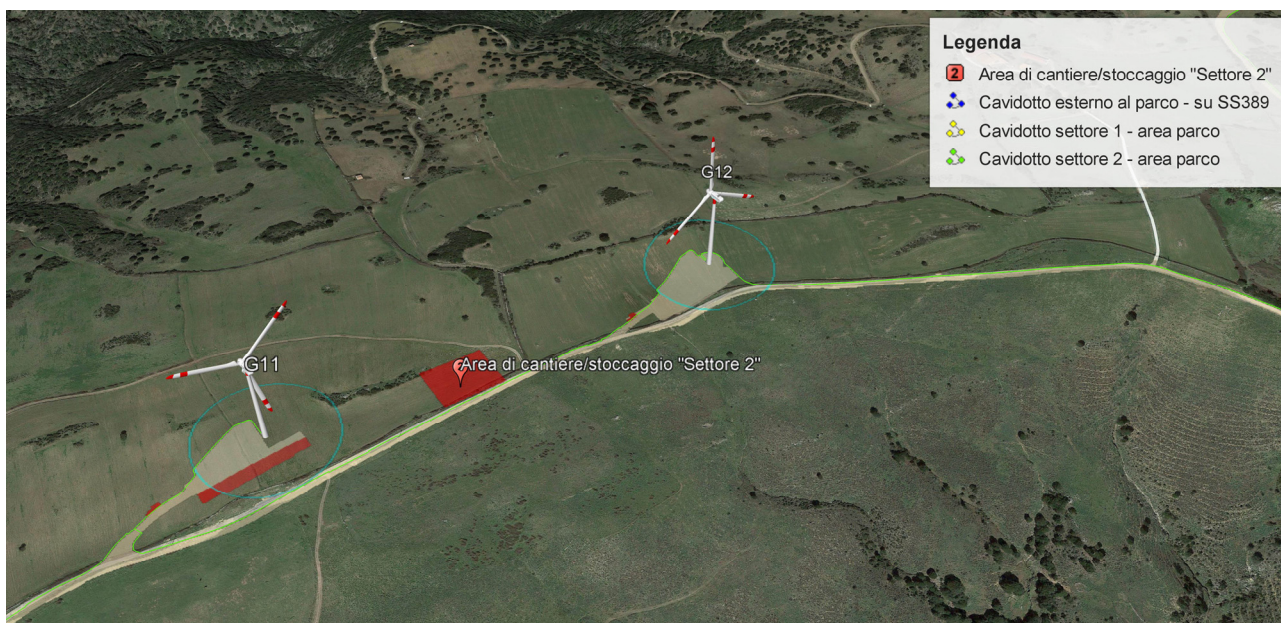 Legenda
2 Area di cantiere/stoccaggio "Settore 2"
Cavidotto esterno al parco - su SS389
Cavidotto settore 1 - area parco
Cavidotto settore 2 - area parco
G12
G11
Area di cantiere/stoccaggio "Settore 2"